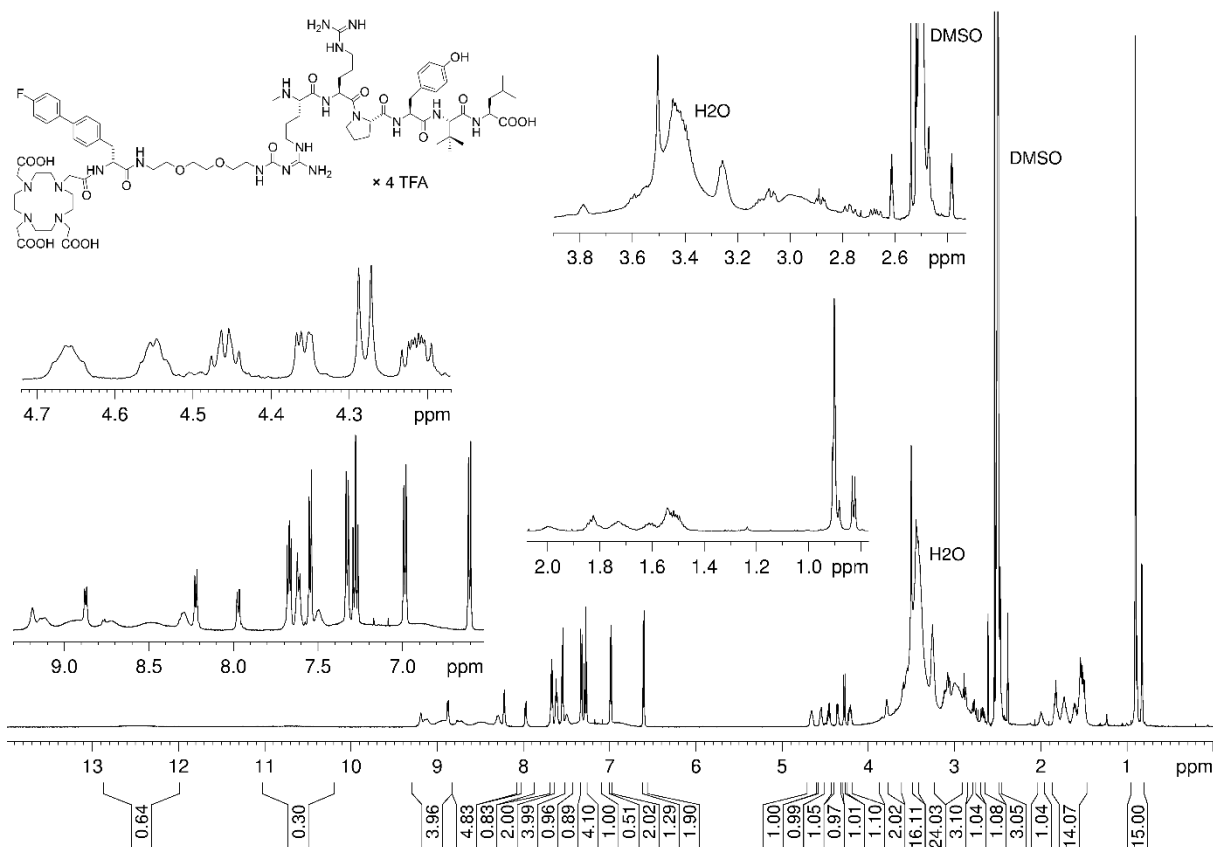 H2N NH
HN
OH
F
O O O
N H N H N N H N H N H COOH
O O O
NH
COOH O H N O O H N N NH2
N H O O
N N
N N
COOH COOH
× 4 TFA
DMSO
H2O
3.8 3.6 3.4 3.2 3.0 2.8 2.6 ppm
DMSO
4.7 4.6 4.5 4.4 4.3 ppm
2.0 1.8 1.6 1.4 1.2 1.0 ppm
H2O
9.0 8.5 8.0 7.5 7.0 ppm
13 12 11 10 9 8 7 6 5 4 3 2 1 ppm
0.64 0.30 3.96 4.83 0.83 2.00 3.99 0.96 0.89 4.10 1.00 0.51 2.02 1.29 1.90 1.00 0.99 1.05 0.97 1.01 1.10 2.02 16.11 24.03 3.10 1.04 1.08 3.05 1.04 14.07 15.00